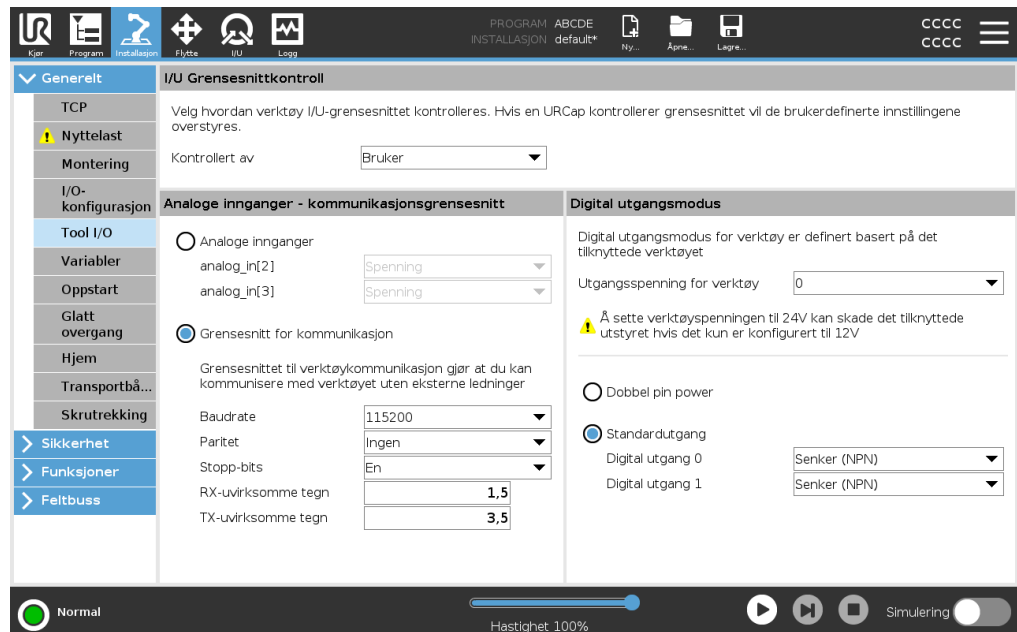 UR
Kjør
Program
Installasjon
Flytte
I/U
Logg
PROGRAM ABCDE
INSTALLASJON default*
Ny...
Åpne...
Lagre...
CCCC
CCCC
Generelt
TCP
Nyttelast
Montering
I/O-
konfigurasjon
Tool I/O
Variabler
Oppstart
Glatt
overgang
Hjem
Transportbå...
Skrutrekking
Sikkerhet
Funksjoner
Feltbuss
I/U Grensesnittkontroll
Velg hvordan verktøy I/U-grensesnittet kontrolleres. Hvis en URCap kontrollerer grensesnittet vil de brukerdefinerte innstillingene
overstyres.
Kontrollert av
Bruker
Analoge innganger - kommunikasjonsgrensesnitt
Analoge innganger
analog_in[2] Spenning
analog_in[3] Spenning
Grensesnitt for kommunikasjon
Grensesnittet til verktøykommunikasjon gjør at du kan
kommunisere med verktøyet uten eksterne ledninger
Baudrate 115200
Paritet Ingen
Stopp-bits En
RX-uvirksomme tegn 1,5
TX-uvirksomme tegn 3,5
Digital utgangsmodus
Digital utgangsmodus for verktøy er definert basert på det
tilknyttede verktøyet
Utgangsspenning for verktøy 0
Å sette verktøyspenningen til 24V kan skade det tilknyttede
utstyret hvis det kun er konfigurert til 12V
Dobbel pin power
Standardutgang
Digital utgang 0 Senker (NPN)
Digital utgang 1 Senker (NPN)
Normal
Hastighet 100%
Simulering